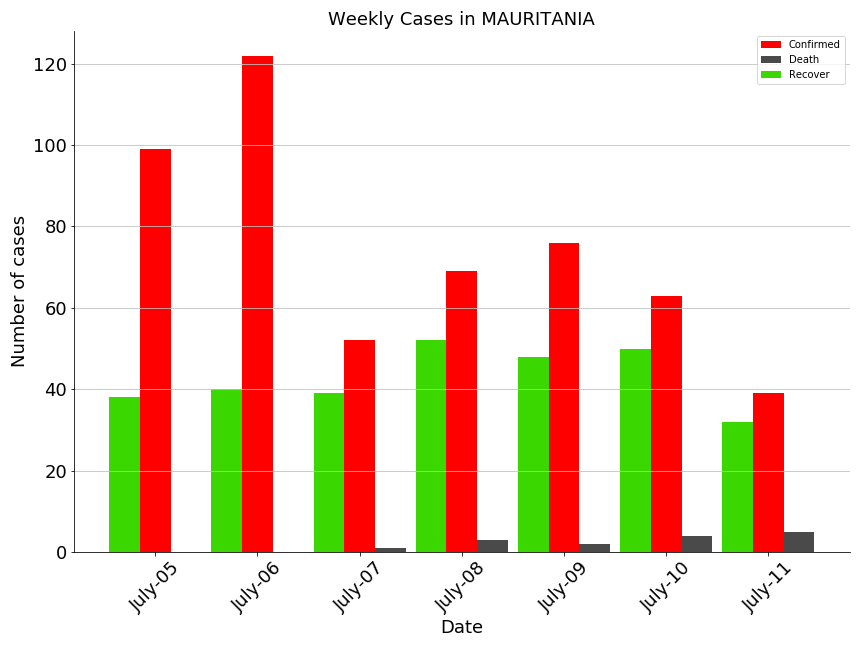 Weekly Cases in MAURITANIA
Confirmed
Death
Recover
Number of cases
120
100
80
60
40
20
0
July-05
July-06
July-07
July-08
July-09
July-10
July-11
Date